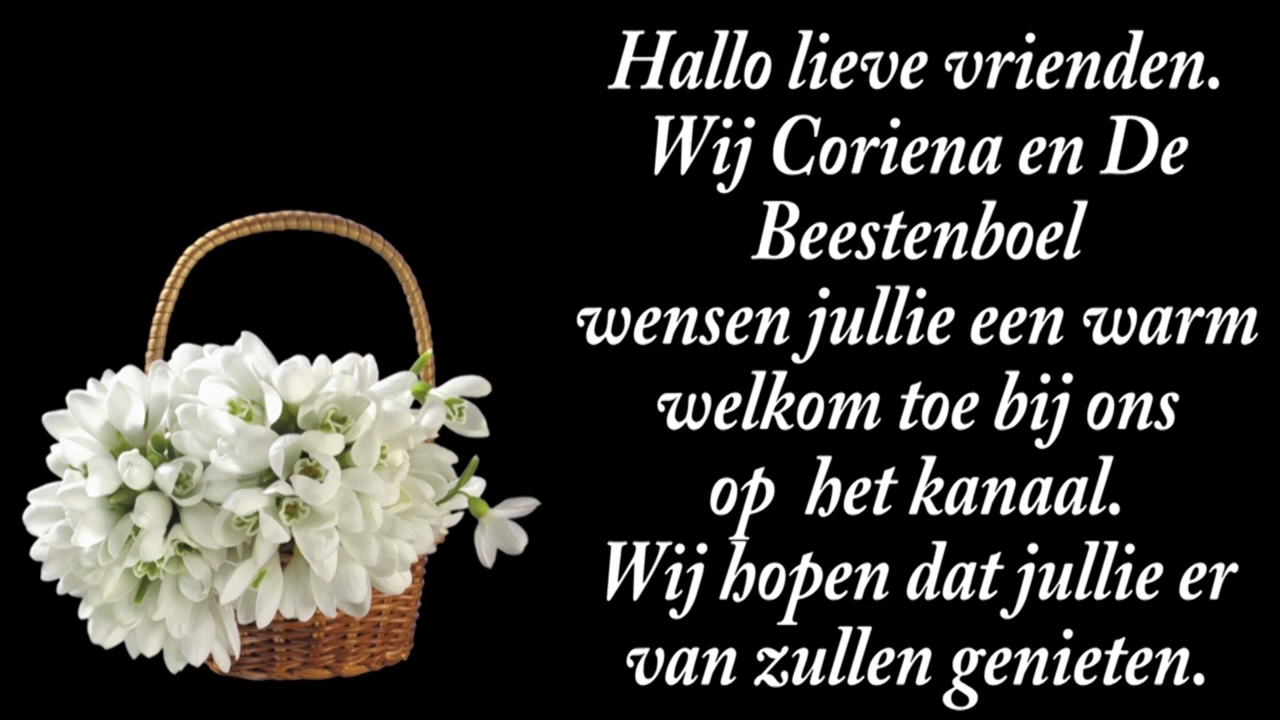 Hallo lieve vrienden.
Wij Coriena en De
Beestenboel
wensen jullie een warm
welkom toe bij ons
op het kanaal.
Wij hopen dat jullie er
van zullen genieten.